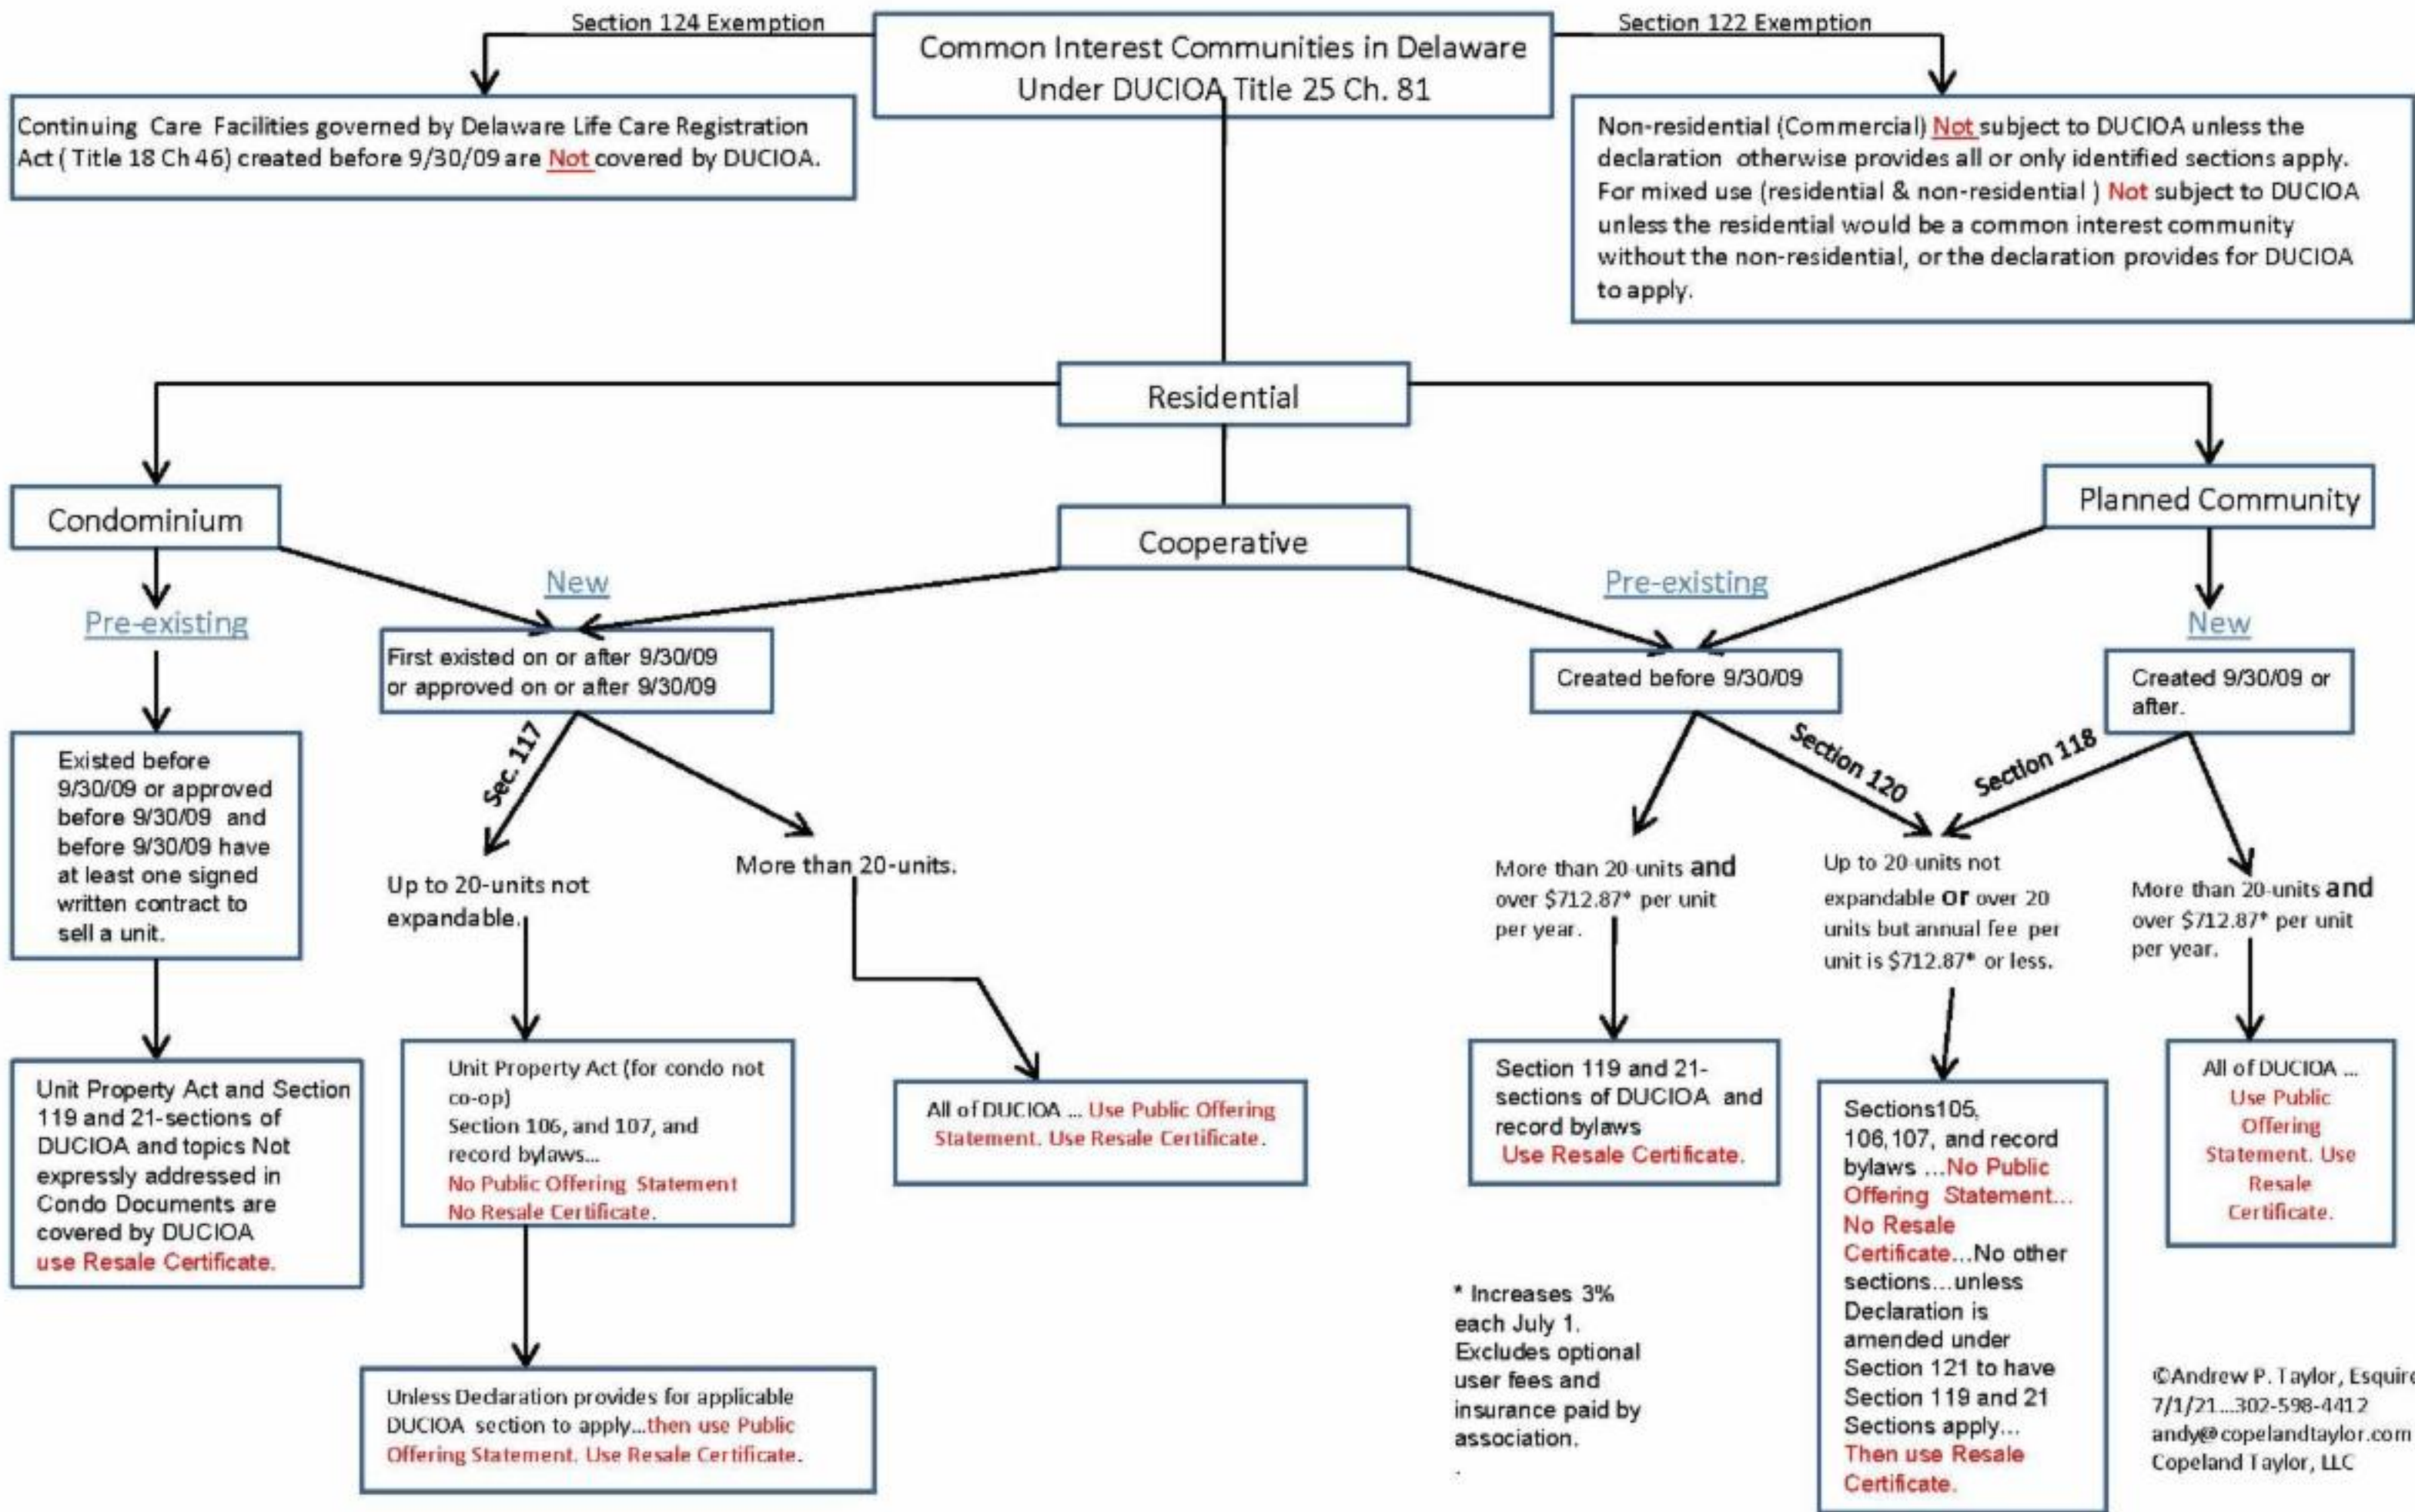 Section 124 Exemption
Common Interest Communities in Delaware
Under DUCIOA Title 25 Ch. 81
Section 122 Exemption
Continuing Care Facilities governed by Delaware Life Care Registration
Act ( Title 18 Ch 46) created before 9/30/09 are Not covered by DUCIOA.
Non-residential (Commercial) Not subject to DUCIOA unless the
declaration otherwise provides all or only identified sections apply.
For mixed use (residential & non-residential ) Not subject to DUCIOA
unless the residential would be a common interest community
without the non-residential, or the declaration provides for DUCIOA
to apply.
Residential
Condominium
Cooperative
Planned Community
Pre-existing
New
Pre-existing
New
First existed on or after 9/30/09
or approved on or after 9/30/09
Created before 9/30/09
Created 9/30/09 or
after.
Existed before
9/30/09 or approved
before 9/30/09 and
before 9/30/09 have
at least one signed
written contract to
sell a unit.
Sec. 117
Section 120
Section 118
Up to 20-units not
expandable.
More than 20-units.
More than 20-units and
over $712.87* per unit
per year.
Up to 20-units not
expandable or over 20
units but annual fee per
unit is $712.87* or less.
More than 20-units and
over $712.87* per unit
per year.
Unit Property Act and Section
119 and 21-sections of
DUCIOA and topics Not
expressly addressed in
Condo Documents are
covered by DUCIOA
use Resale Certificate.
Unit Property Act (for condo not
co-op)
Section 106, and 107, and
record bylaws...
No Public Offering Statement
No Resale Certificate.
All of DUCIOA ... Use Public Offering
Statement. Use Resale Certificate.
Section 119 and 21-
sections of DUCIOA and
record bylaws
Use Resale Certificate.
Sections105,
106,107, and record
bylaws ...No Public
Offering Statement...
No Resale
Certificate...No other
sections...unless
Declaration is
amended under
Section 121 to have
Section 119 and 21
Sections apply...
Then use Resale
Certificate.
All of DUCIOA ...
Use Public
Offering
Statement. Use
Resale
Certificate.
Unless Declaration provides for applicable
DUCIOA section to apply...then use Public
Offering Statement. Use Resale Certificate.
* Increases 3%
each July 1.
Excludes optional
user fees and
insurance paid by
association.
.
©Andrew P. Taylor, Esquire
7/1/21...302-598-4412
andy@copelandtaylor.com
Copeland Taylor, LLC